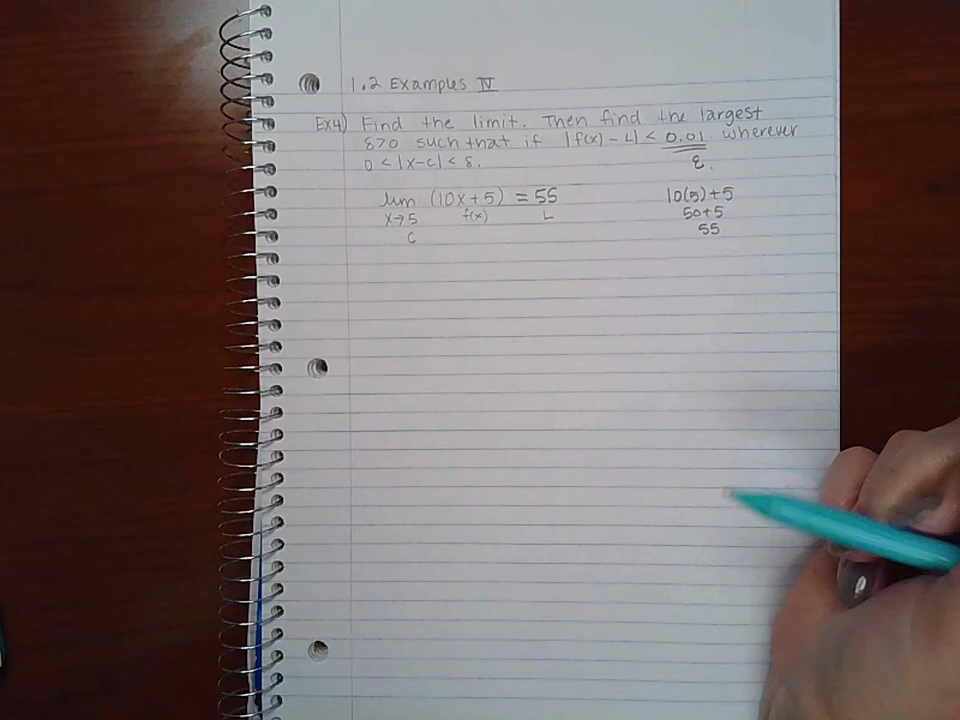 1.2 Examples IV
Ex4) Find the limit. Then find the largest
δ>0 such that if |f(x) - L| < 0.01 wherever
0 < |x-c| < δ.
ε.
lim (10x+5) = 55
x→5 f(x) L
c
10(5)+5
50+5
55